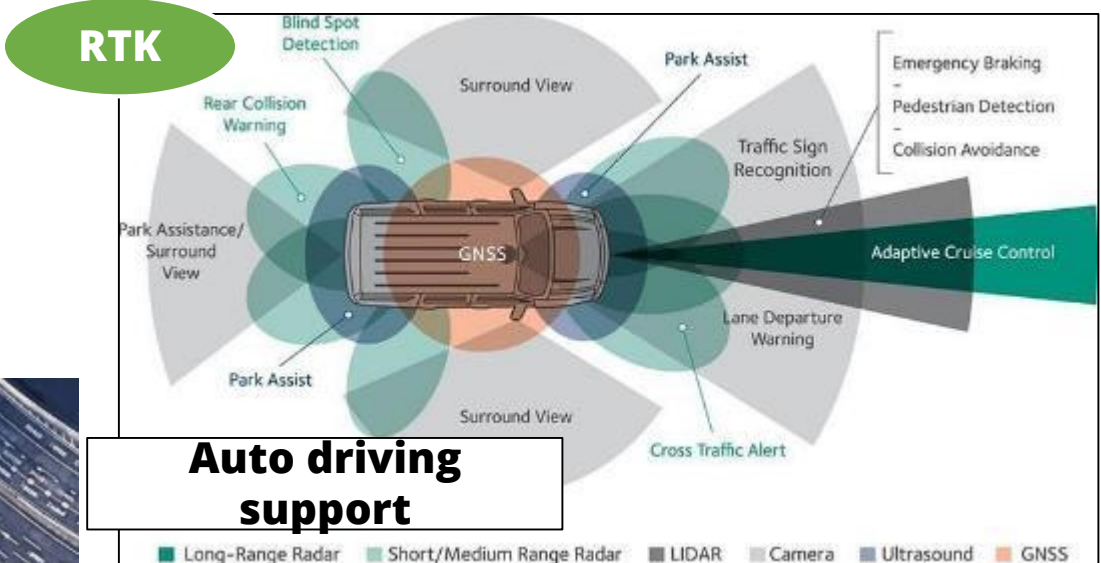 RTK
Blind Spot
Detection
Surround View
Park Assist
Emergency Braking
-
Pedestrian Detection
-
Collision Avoidance
Rear Collision
Warning
Traffic Sign
Recognition
Park Assistance/
Surround
View
GNSS
Adaptive Cruise Control
Lane Departure
Warning
Park Assist
Surround View
Cross Traffic Alert
Auto driving
support
Long-Range Radar
Short/Medium Range Radar
LIDAR
Camera
Ultrasound
GNSS